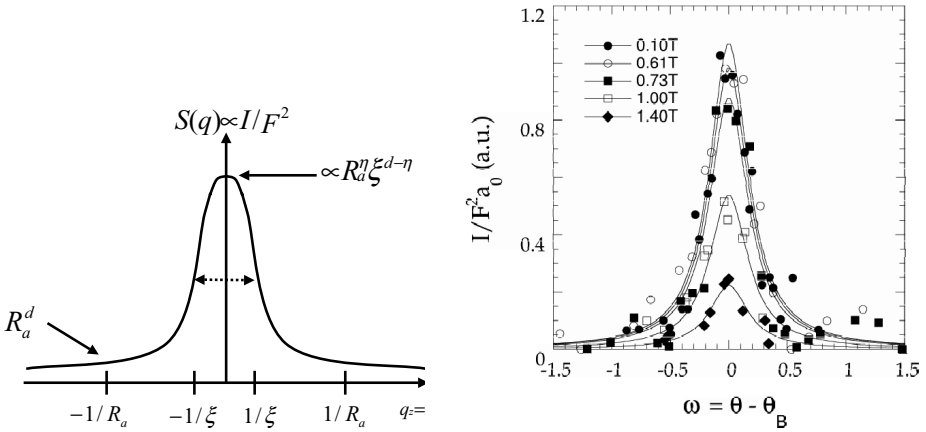 S(q)∝I/F²
∝R_a^η ξ^{d−η}
R_a^d
−1/R_a
−1/ξ
1/ξ
1/R_a
q_z=
I/F²a₀ (a.u.)
1.2
0.8
0.4
0
0.10T
0.61T
0.73T
1.00T
1.40T
-1.5
-1
-0.5
0
0.5
1
1.5
ω = θ - θ_B